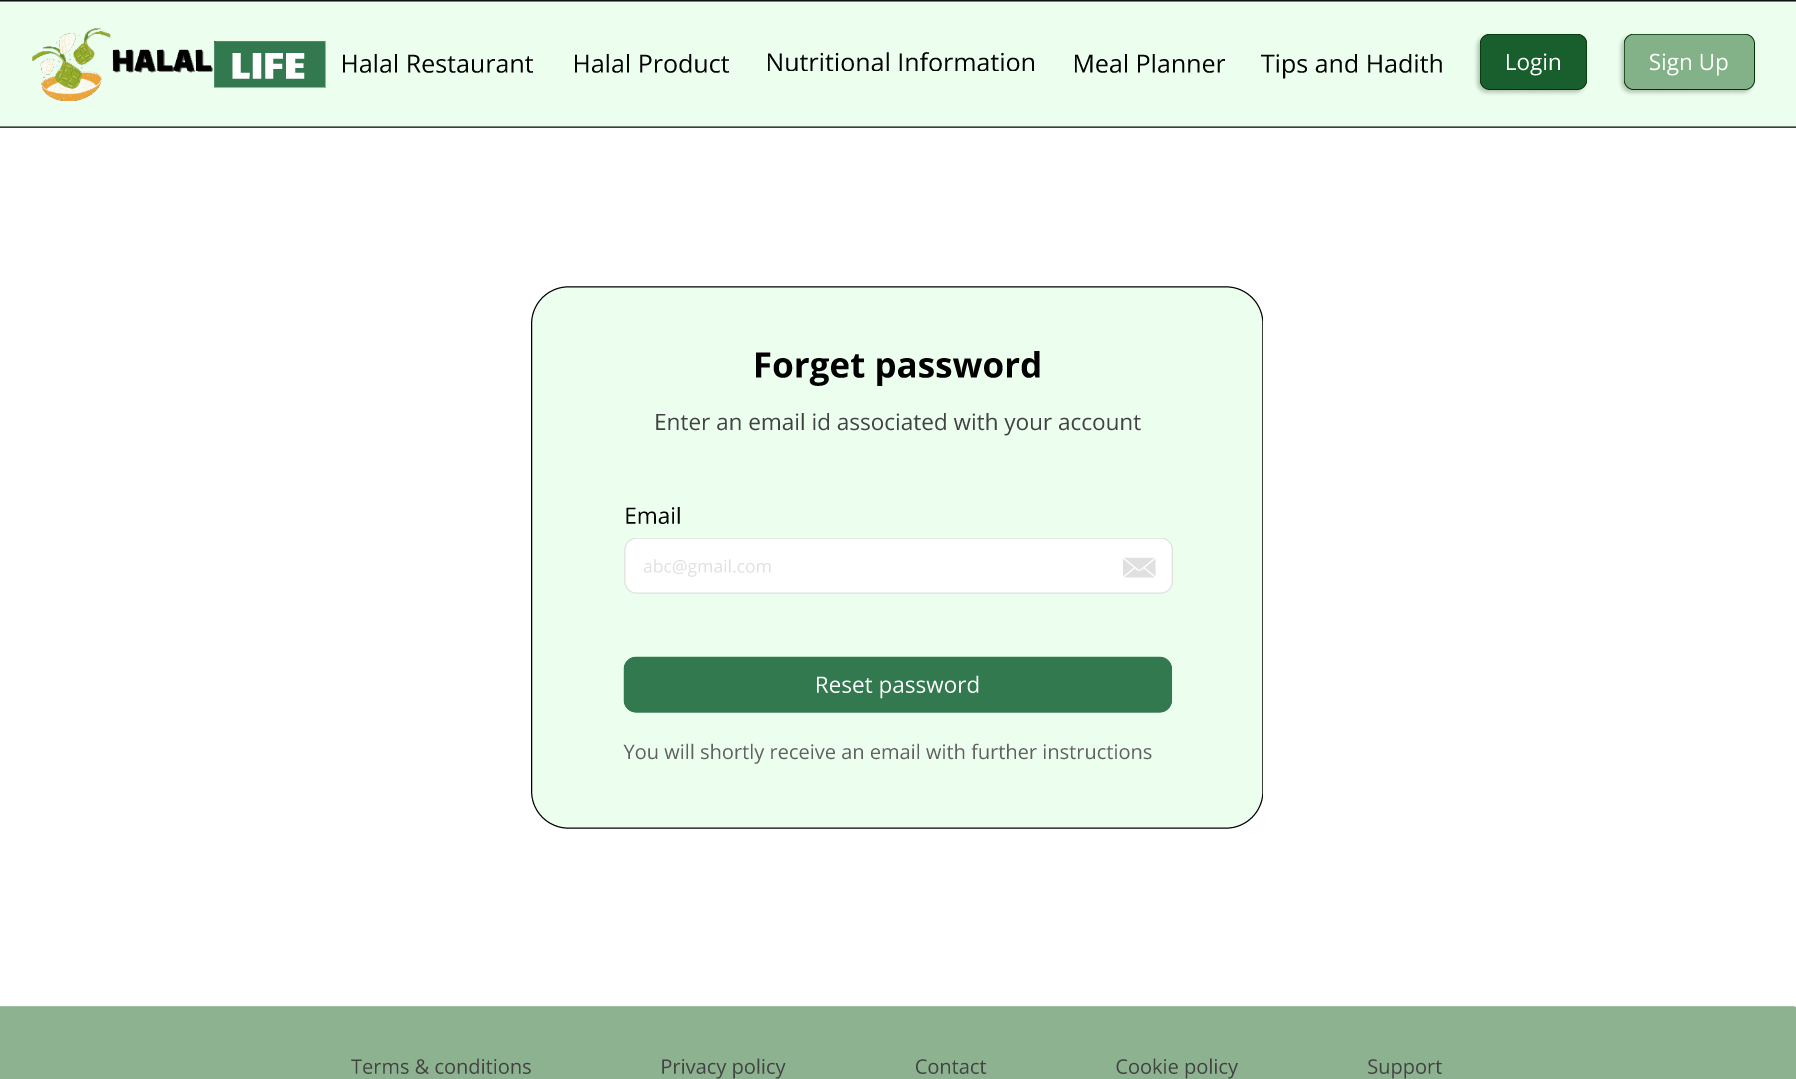 HALAL LIFE Halal Restaurant Halal Product Nutritional Information Meal Planner Tips and Hadith Login Sign Up
Forget password
Enter an email id associated with your account
Email
abc@gmail.com
Reset password
You will shortly receive an email with further instructions
Terms & conditions Privacy policy Contact Cookie policy Support